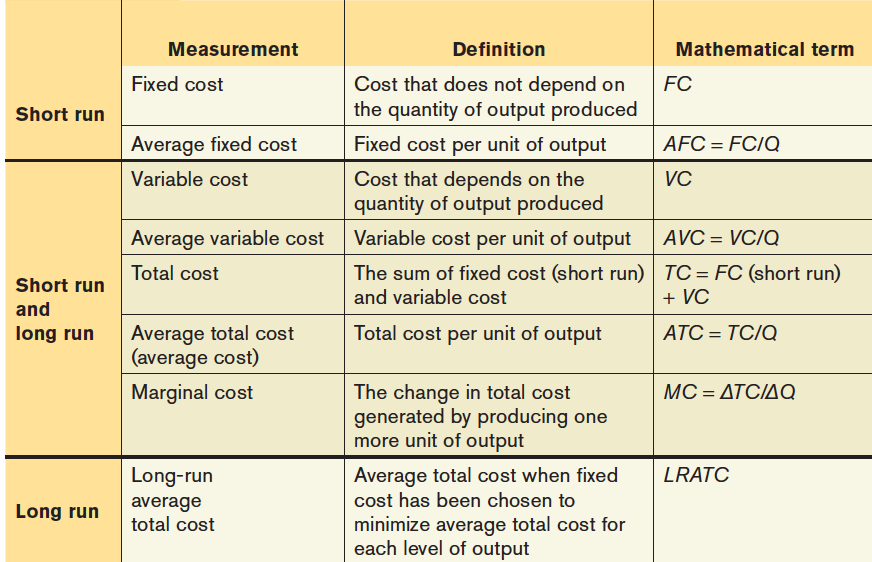 Measurement Definition Mathematical term
Short run
Fixed cost
Cost that does not depend on
the quantity of output produced
FC
Average fixed cost
Fixed cost per unit of output
AFC = FC/Q
Short run
and
long run
Variable cost
Cost that depends on the
quantity of output produced
VC
Average variable cost
Variable cost per unit of output
AVC = VC/Q
Total cost
The sum of fixed cost (short run)
and variable cost
TC = FC (short run)
+ VC
Average total cost
(average cost)
Total cost per unit of output
ATC = TC/Q
Marginal cost
The change in total cost
generated by producing one
more unit of output
MC = ΔTC/ΔQ
Long run
Long-run
average
total cost
Average total cost when fixed
cost has been chosen to
minimize average total cost for
each level of output
LRATC